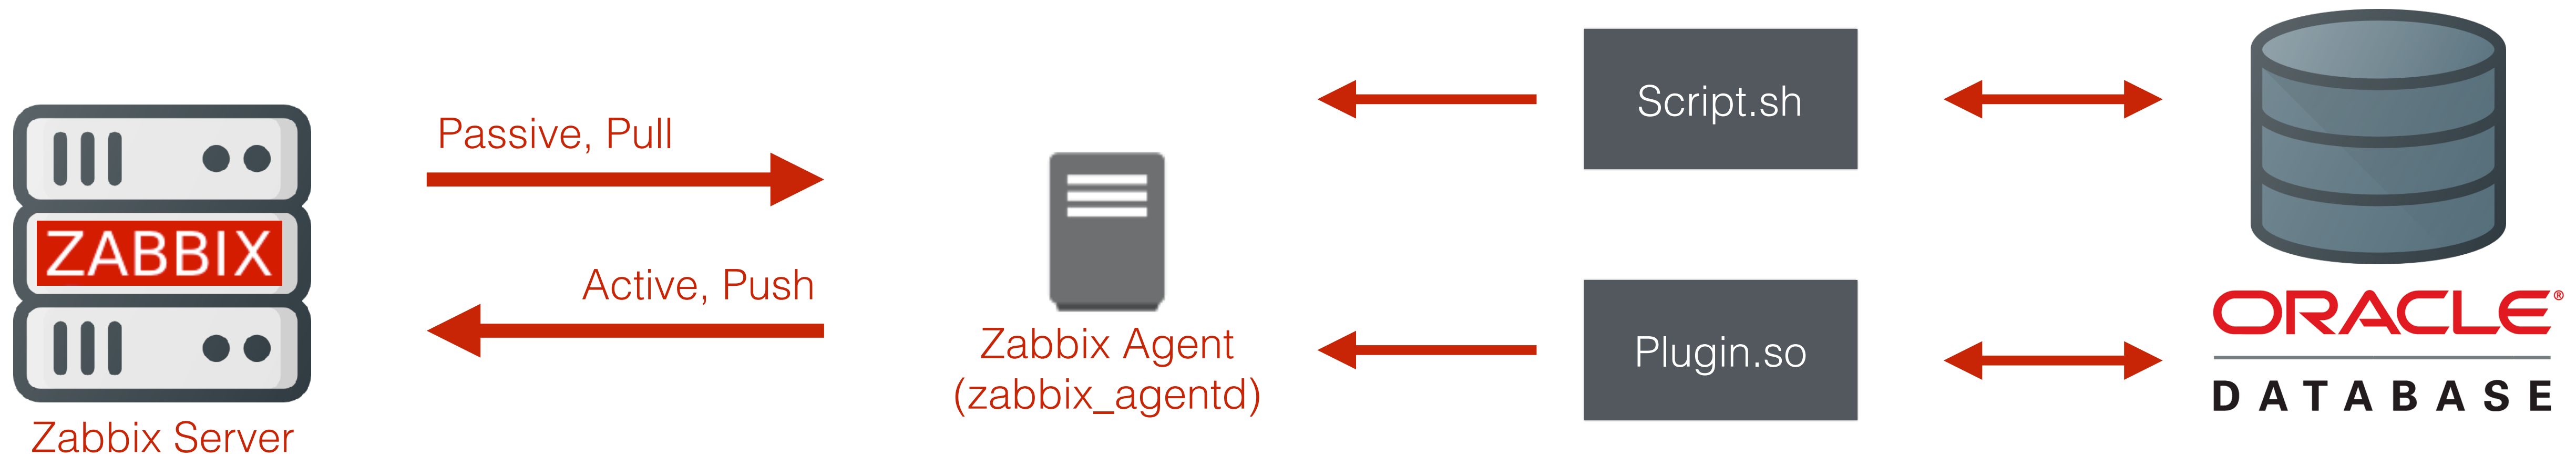 ZABBIX
Zabbix Server
Passive, Pull
Active, Push
Zabbix Agent
(zabbix_agentd)
Script.sh
Plugin.so
ORACLE®
DATABASE